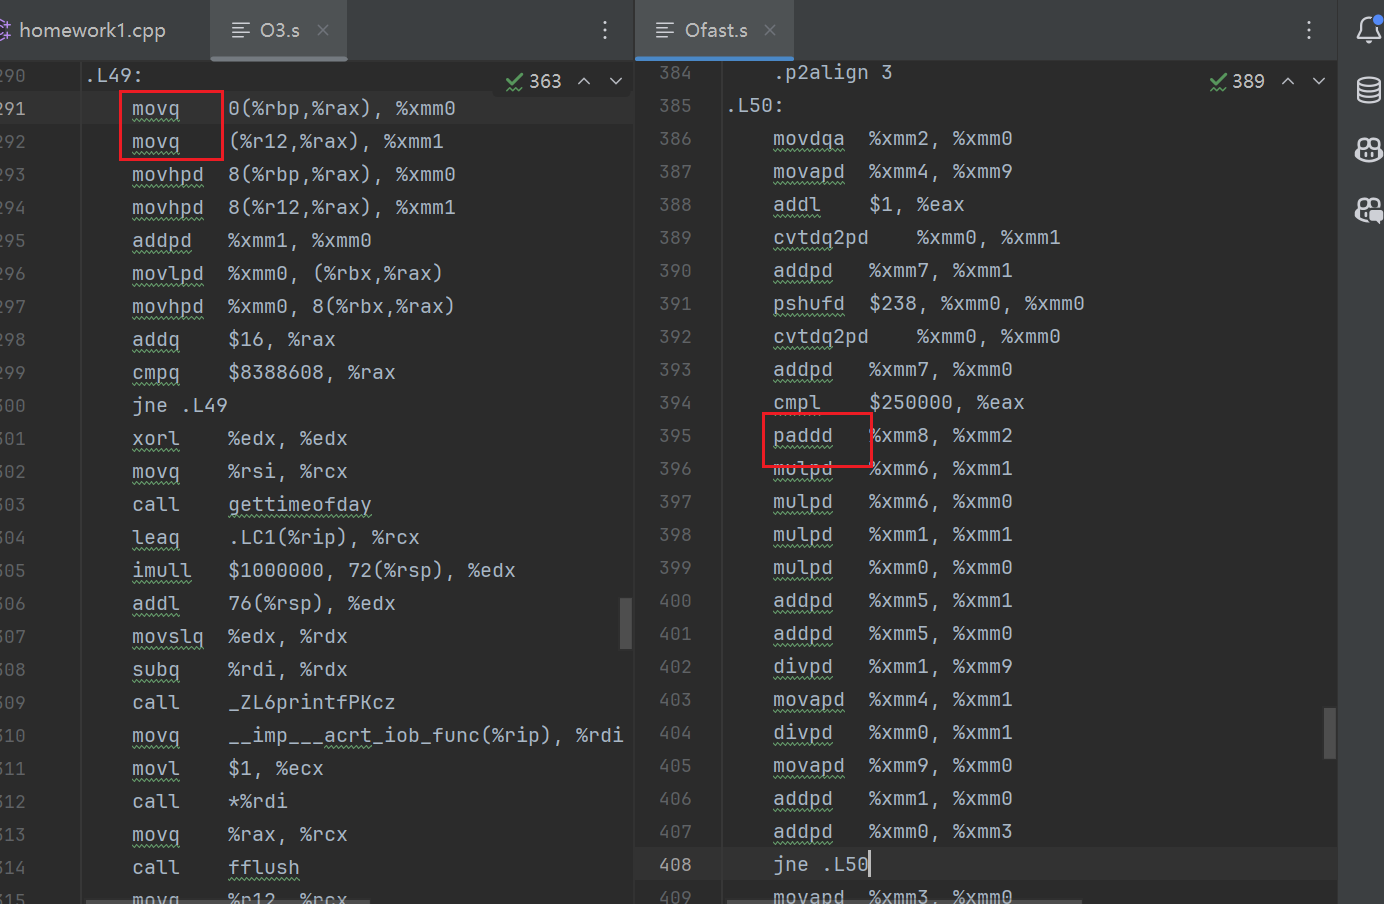 homework1.cpp
O3.s
.L49:
363
291 movq 0(%rbp,%rax), %xmm0
292 movq (%r12,%rax), %xmm1
293 movhpd 8(%rbp,%rax), %xmm0
294 movhpd 8(%r12,%rax), %xmm1
295 addpd %xmm1, %xmm0
296 movlpd %xmm0, (%rbx,%rax)
297 movhpd %xmm0, 8(%rbx,%rax)
298 addq $16, %rax
299 cmpq $8388608, %rax
300 jne .L49
301 xorl %edx, %edx
302 movq %rsi, %rcx
303 call gettimeofday
304 leaq .LC1(%rip), %rcx
305 imull $1000000, 72(%rsp), %edx
306 addl 76(%rsp), %edx
307 movslq %edx, %rdx
308 subq %rdi, %rdx
309 call _ZL6printfPKcz
310 movq __imp___acrt_iob_func(%rip), %rdi
311 movl $1, %ecx
312 call *%rdi
313 movq %rax, %rcx
314 call fflush
315 movq %r12, %rcx
Ofast.s
384 .p2align 3
389
385 .L50:
386 movdqa %xmm2, %xmm0
387 movapd %xmm4, %xmm9
388 addl $1, %eax
389 cvtdq2pd %xmm0, %xmm1
390 addpd %xmm7, %xmm1
391 pshufd $238, %xmm0, %xmm0
392 cvtdq2pd %xmm0, %xmm0
393 addpd %xmm7, %xmm0
394 cmpl $250000, %eax
395 paddd %xmm8, %xmm2
396 mulpd %xmm6, %xmm1
397 mulpd %xmm6, %xmm0
398 mulpd %xmm1, %xmm1
399 mulpd %xmm0, %xmm0
400 addpd %xmm5, %xmm1
401 addpd %xmm5, %xmm0
402 divpd %xmm1, %xmm9
403 movapd %xmm4, %xmm1
404 divpd %xmm0, %xmm1
405 movapd %xmm9, %xmm0
406 addpd %xmm1, %xmm0
407 addpd %xmm0, %xmm3
408 jne .L50
409 movapd %xmm3, %xmm0